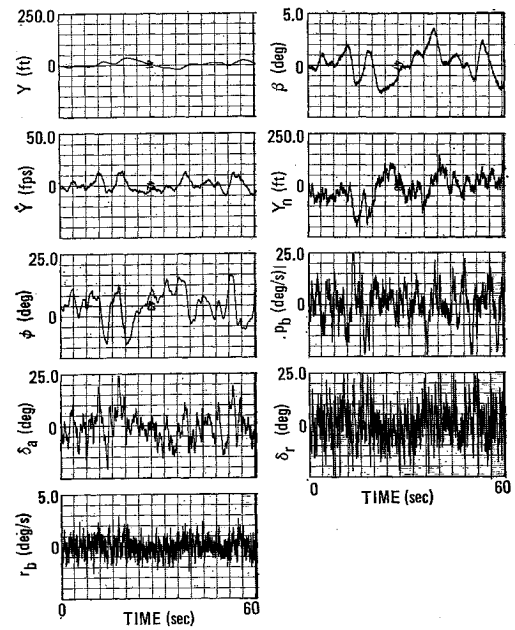 250.0
Y (ft)
0
50.0
Ẏ (fps)
0
25.0
φ (deg)
0
25.0
δa (deg)
0
5.0
rb (deg/s)
0
0
60
TIME (sec)
5.0
β (deg)
0
250.0
Yn (ft)
0
25.0
pb (deg/s)
0
25.0
δr (deg)
0
0
60
TIME (sec)